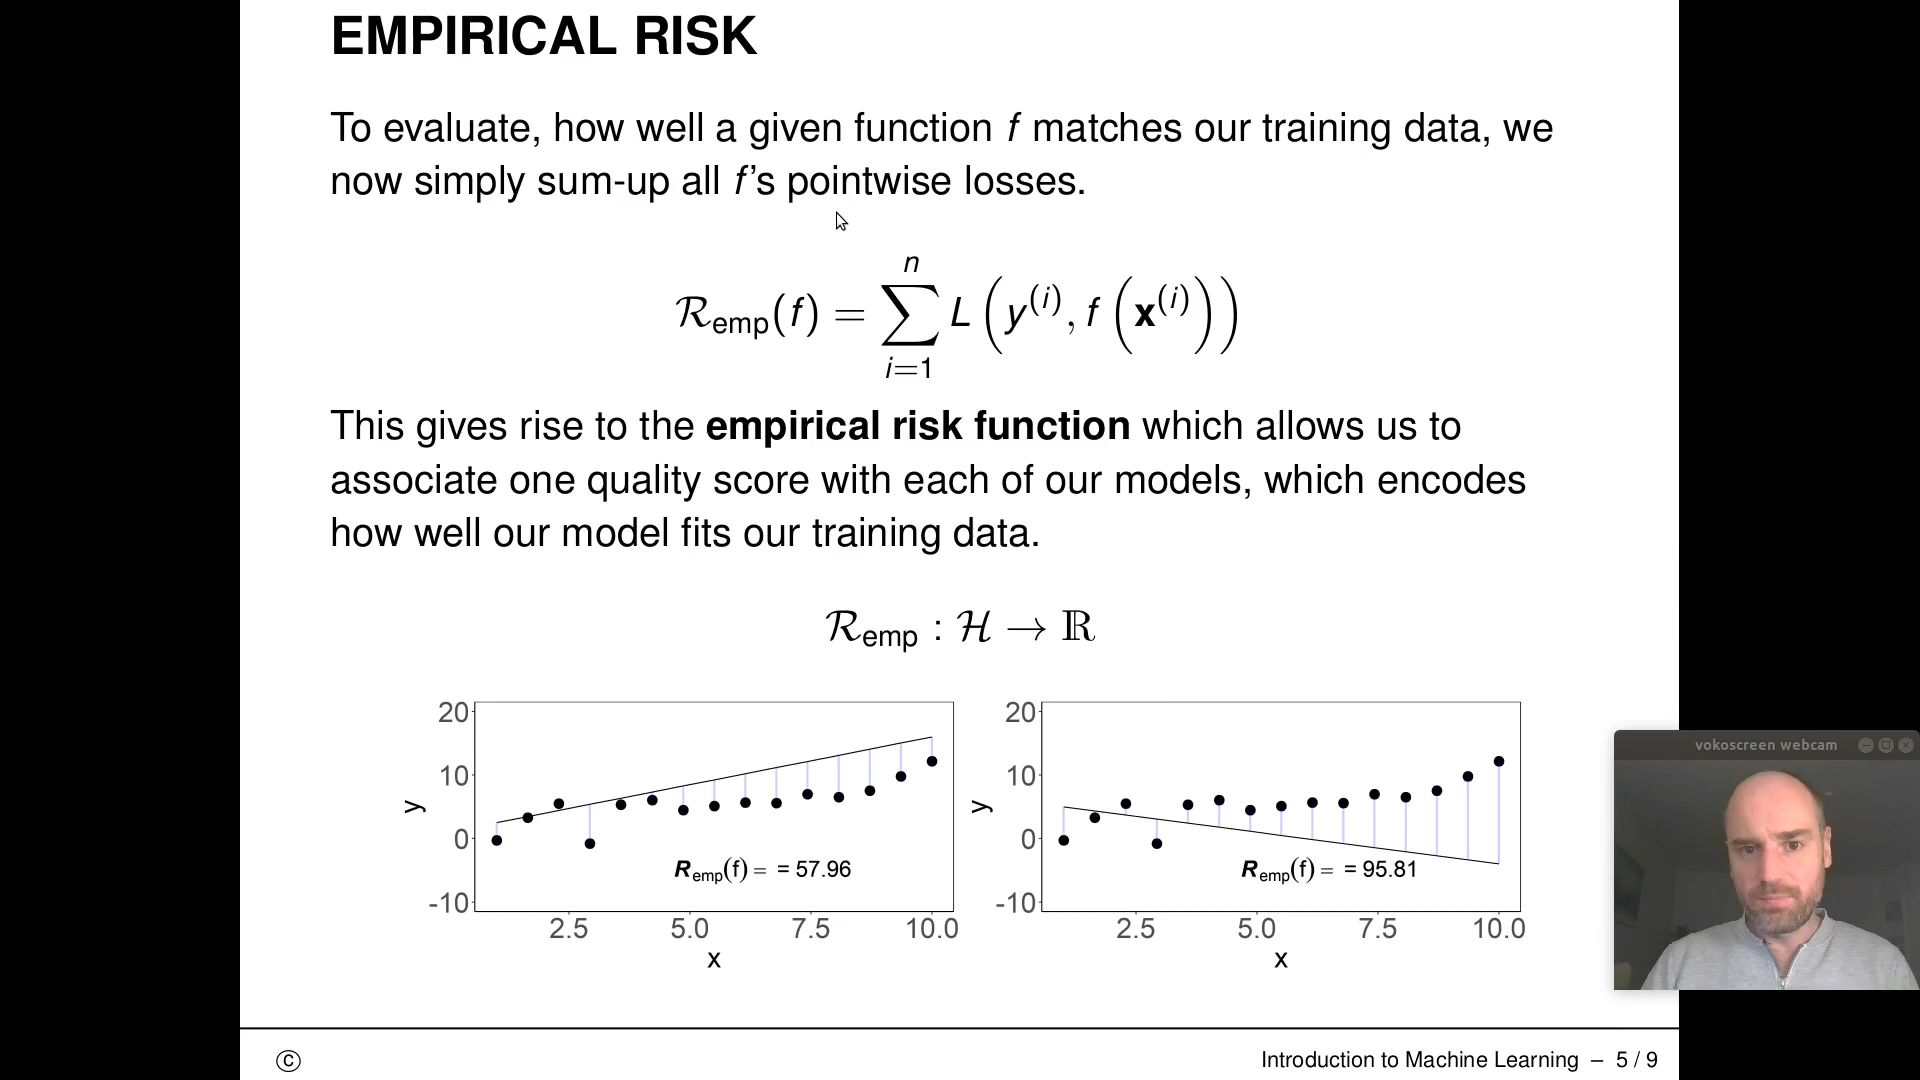 EMPIRICAL RISK
To evaluate, how well a given function f matches our training data, we
now simply sum-up all f's pointwise losses.
R_emp(f) = ∑_{i=1}^{n} L(y^(i), f(x^(i)))
This gives rise to the empirical risk function which allows us to
associate one quality score with each of our models, which encodes
how well our model fits our training data.
R_emp : H → ℝ
20
10
0
-10
y
R_emp(f) = = 57.96
2.5 5.0 7.5 10.0
x
20
10
0
-10
y
R_emp(f) = = 95.81
2.5 5.0 7.5 10.0
x
vokoscreen webcam
© Introduction to Machine Learning – 5 / 9